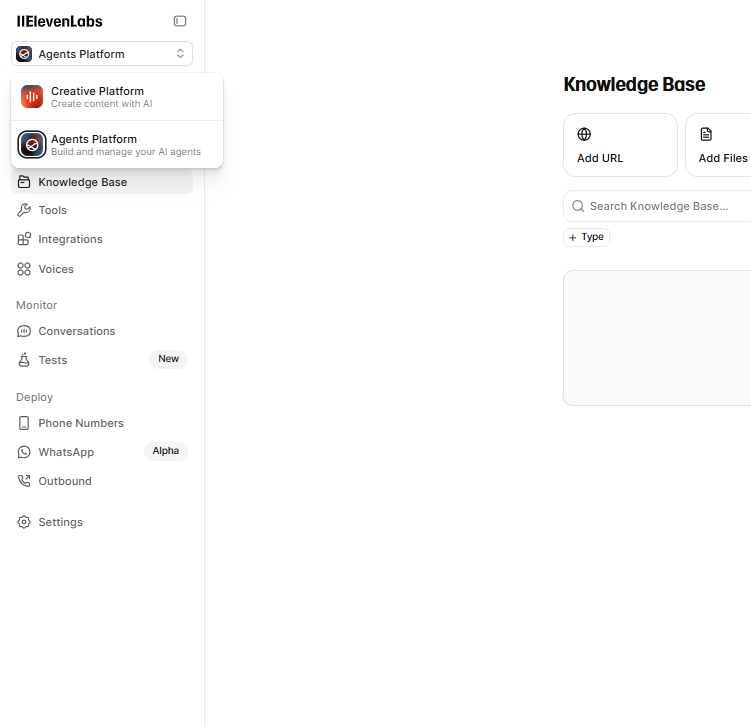 IIElevenLabs
Agents Platform
Creative Platform
Create content with AI
Agents Platform
Build and manage your AI agents
Knowledge Base
Tools
Integrations
Voices
Monitor
Conversations
Tests New
Deploy
Phone Numbers
WhatsApp Alpha
Outbound
Settings
Knowledge Base
Add URL
Add Files
Search Knowledge Base...
+ Type